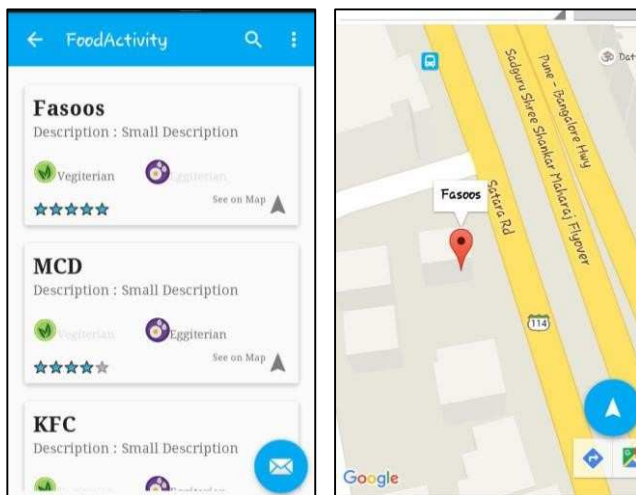 FoodActivity
Fasoos
Description : Small Description
Vegiterian Eggiterian
See on Map
MCD
Description : Small Description
Vegiterian Eggiterian
See on Map
KFC
Description : Small Description
Dat
Pune - Bangalore Hwy
Sadguru Shree Shankar Maharaj Flyover
Fasoos
Satara Rd
114
Google